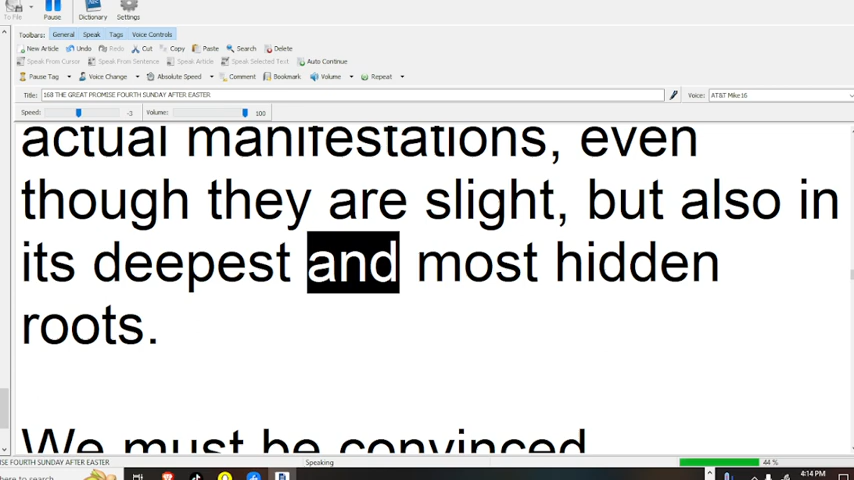 To File Pause Dictionary Settings
Toolbars: General Speak Tags Voice Controls
New Article Undo Redo Cut Copy Paste Search Delete
Speak From Cursor Speak From Sentence Speak Article Speak Selected Text Auto Continue
Pause Tag Voice Change Absolute Speed Comment Bookmark Volume Repeat
Title: 168 THE GREAT PROMISE FOURTH SUNDAY AFTER EASTER Voice: AT&T Mike16
Speed: -3 Volume: 100
actual manifestations, even
though they are slight, but also in
its deepest and most hidden
roots.
We must be convinced
SE FOURTH SUNDAY AFTER EASTER Speaking 44 %
here to search 4:14 PM